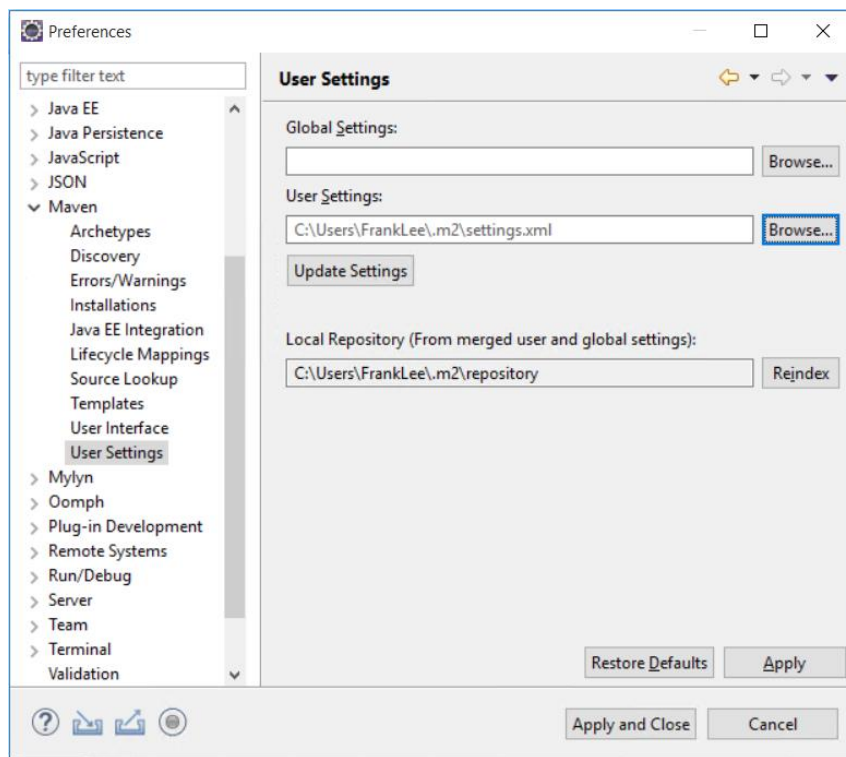 Preferences
type filter text
Java EE
Java Persistence
JavaScript
JSON
Maven
Archetypes
Discovery
Errors/Warnings
Installations
Java EE Integration
Lifecycle Mappings
Source Lookup
Templates
User Interface
User Settings
Mylyn
Oomph
Plug-in Development
Remote Systems
Run/Debug
Server
Team
Terminal
Validation
User Settings
Global Settings:
Browse...
User Settings:
C:\Users\FrankLee\.m2\settings.xml Browse...
Update Settings
Local Repository (From merged user and global settings):
C:\Users\FrankLee\.m2\repository Reindex
Restore Defaults Apply
? Apply and Close Cancel